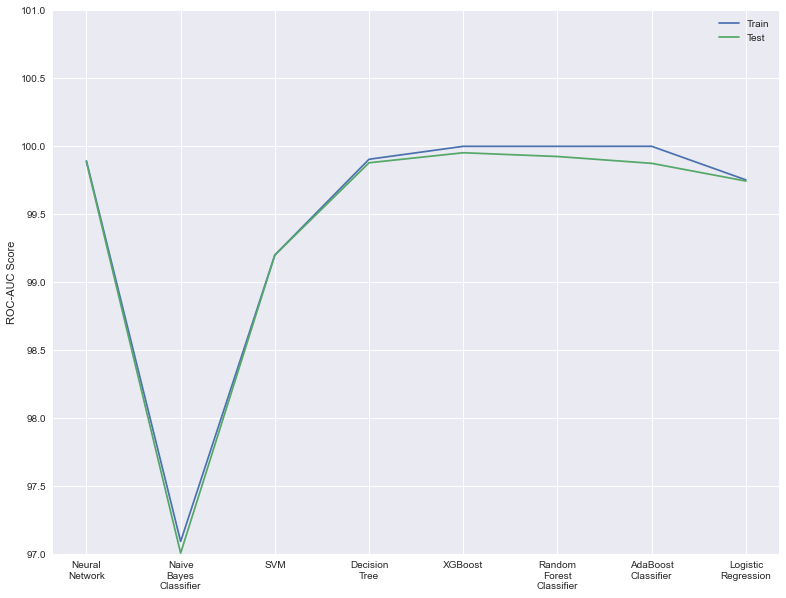 101.0
100.5
100.0
99.5
99.0
98.5
98.0
97.5
97.0
ROC-AUC Score
Train
Test
Neural
Network
Naive
Bayes
Classifier
SVM
Decision
Tree
XGBoost
Random
Forest
Classifier
AdaBoost
Classifier
Logistic
Regression